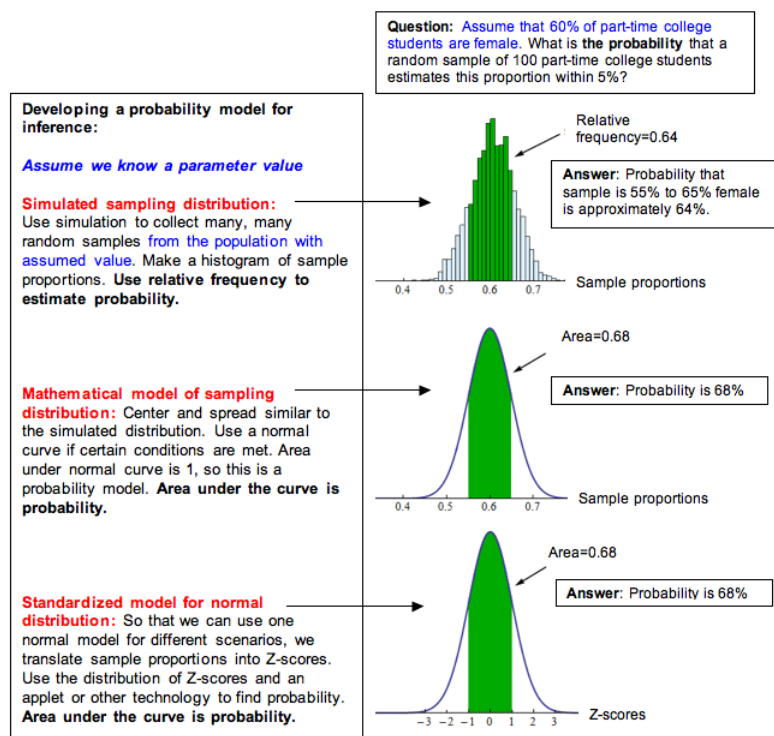 Question: Assume that 60% of part-time college
students are female. What is the probability that a
random sample of 100 part-time college students
estimates this proportion within 5%?
Developing a probability model for
inference:
Assume we know a parameter value
Simulated sampling distribution:
Use simulation to collect many, many
random samples from the population with
assumed value. Make a histogram of sample
proportions. Use relative frequency to
estimate probability.
Relative
frequency=0.64
Answer: Probability that
sample is 55% to 65% female
is approximately 64%.
0.4 0.5 0.6 0.7
Sample proportions
Mathematical model of sampling
distribution: Center and spread similar to
the simulated distribution. Use a normal
curve if certain conditions are met. Area
under normal curve is 1, so this is a
probability model. Area under the curve is
probability.
Area=0.68
Answer: Probability is 68%
0.4 0.5 0.6 0.7
Sample proportions
Standardized model for normal
distribution: So that we can use one
normal model for different scenarios, we
translate sample proportions into Z-scores.
Use the distribution of Z-scores and an
applet or other technology to find probability.
Area under the curve is probability.
Area=0.68
Answer: Probability is 68%
−3 −2 −1 0 1 2 3
Z-scores